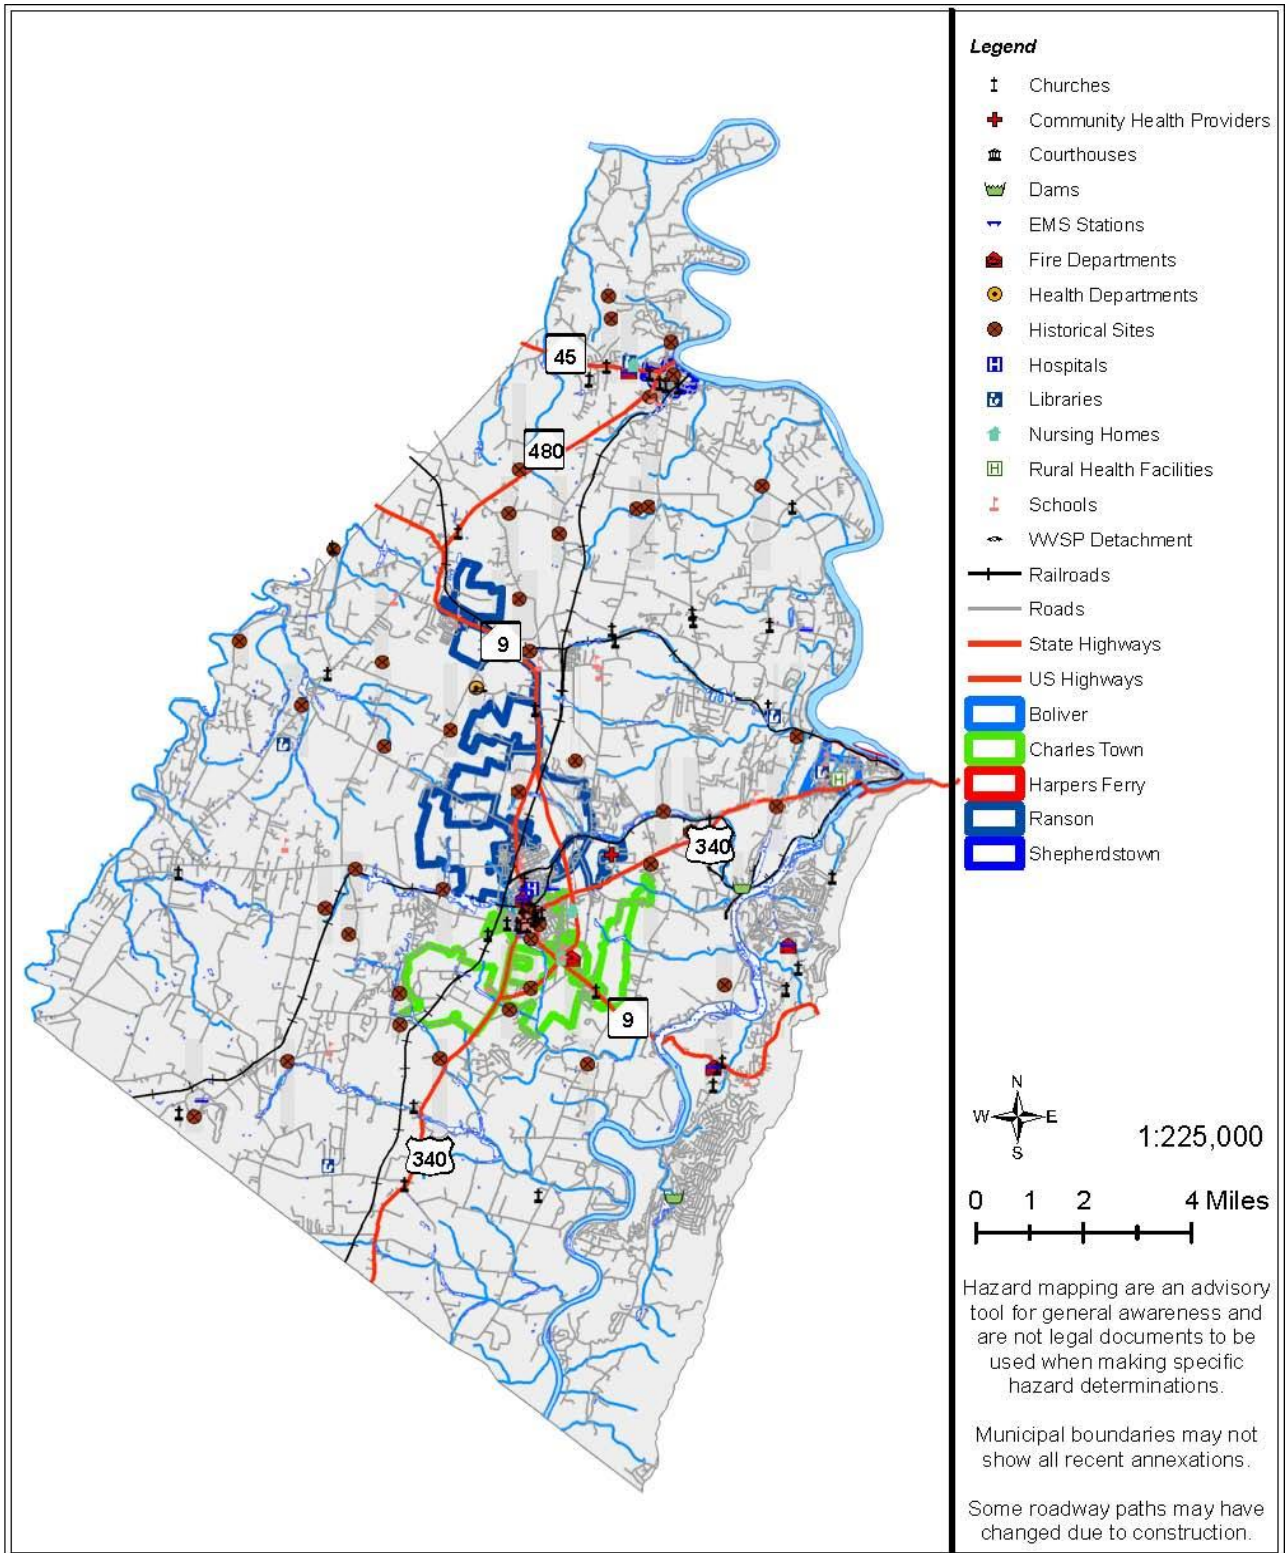 Legend
Churches
Community Health Providers
Courthouses
Dams
EMS Stations
Fire Departments
Health Departments
Historical Sites
Hospitals
Libraries
Nursing Homes
Rural Health Facilities
Schools
WVSP Detachment
Railroads
Roads
State Highways
US Highways
Boliver
Charles Town
Harpers Ferry
Ranson
Shepherdstown
45
480
9
340
9
340
N
W E
S
1:225,000
0 1 2 4 Miles
Hazard mapping are an advisory
tool for general awareness and
are not legal documents to be
used when making specific
hazard determinations.
Municipal boundaries may not
show all recent annexations.
Some roadway paths may have
changed due to construction.